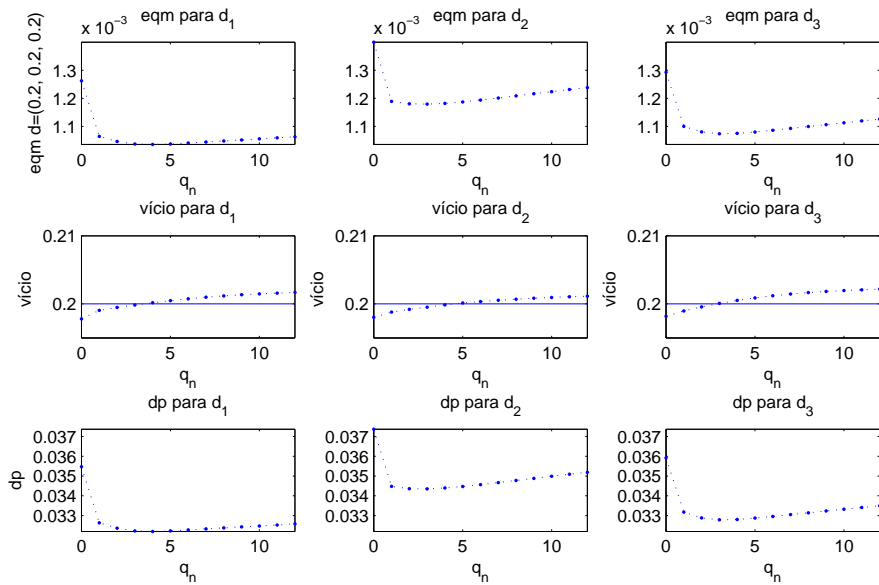 eqm para d1
eqm para d2
eqm para d3
x 10−3
x 10−3
x 10−3
eqm d=(0.2, 0.2, 0.2)
1.3
1.2
1.1
1.3
1.2
1.1
1.3
1.2
1.1
0 5 10
0 5 10
0 5 10
qn
qn
qn
vício para d1
vício para d2
vício para d3
vício
vício
vício
0.21
0.2
0.21
0.2
0.21
0.2
0 5 10
0 5 10
0 5 10
qn
qn
qn
dp para d1
dp para d2
dp para d3
dp
0.037
0.036
0.035
0.034
0.033
0.037
0.036
0.035
0.034
0.033
0.037
0.036
0.035
0.034
0.033
0 5 10
0 5 10
0 5 10
qn
qn
qn